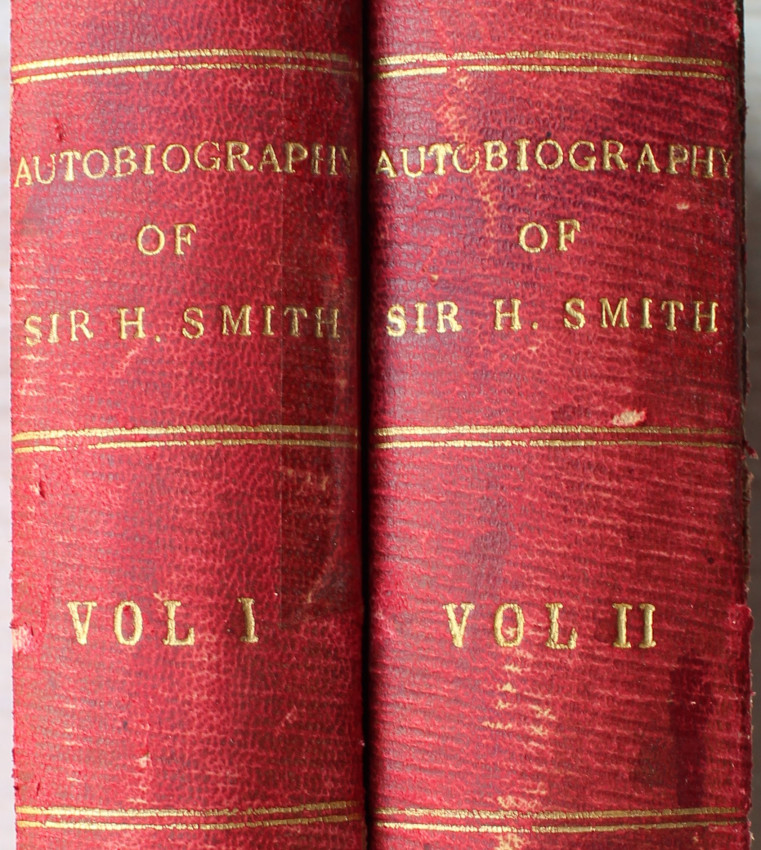 AUTOBIOGRAPHY
OF
SIR H. SMITH
VOL I
AUTOBIOGRAPHY
OF
SIR H. SMITH
VOL II